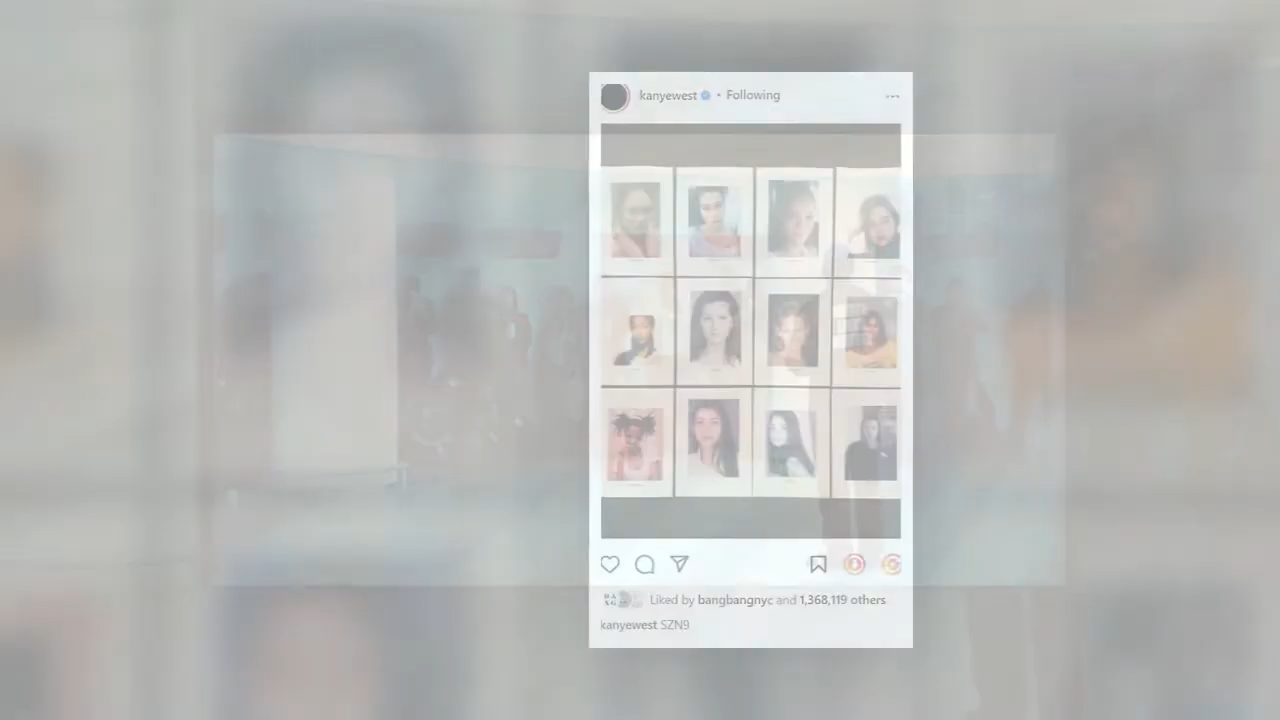 kanyewest • Following
Liked by bangbangnyc and 1,368,119 others
kanyewest SZN9